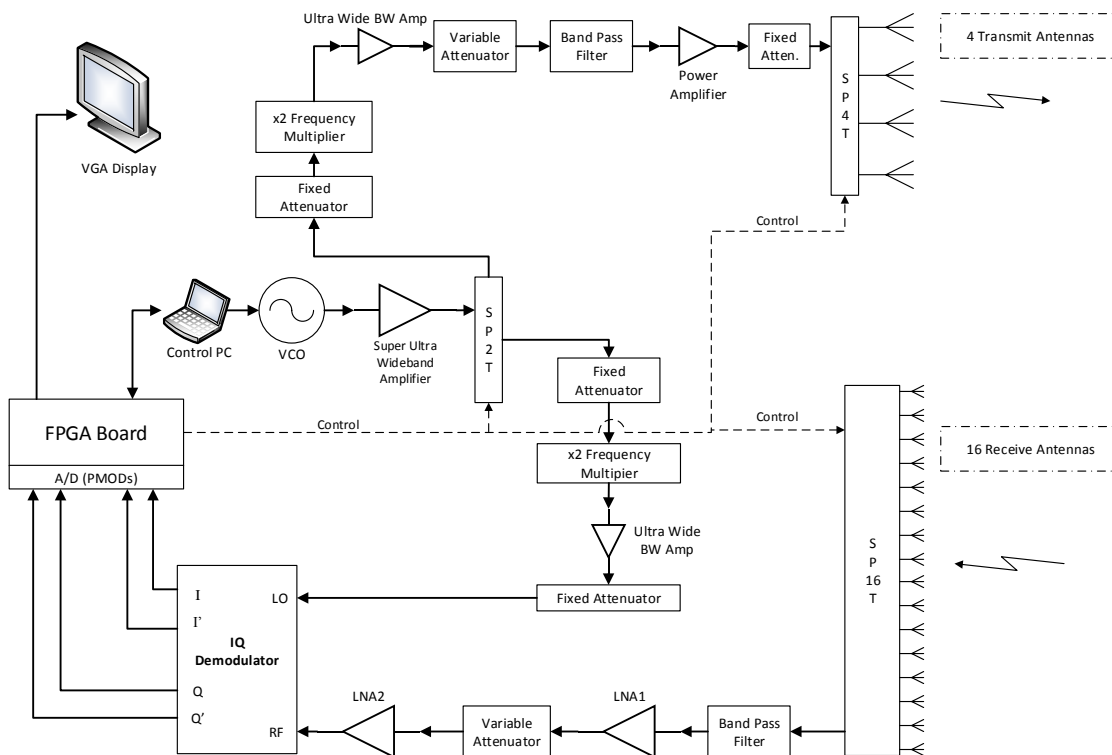 Ultra Wide BW Amp
Variable
Attenuator
Band Pass
Filter
Power
Amplifier
Fixed
Atten.
S
P
4
T
4 Transmit Antennas
VGA Display
x2 Frequency
Multiplier
Fixed
Attenuator
Control
Control PC
VCO
Super Ultra
Wideband
Amplifier
S
P
2
T
Fixed
Attenuator
FPGA Board
A/D (PMODs)
Control
Control
x2 Frequency
Multipier
Ultra Wide
BW Amp
Fixed Attenuator
S
P
16
T
16 Receive Antennas
I
I'
Q
Q'
LO
IQ
Demodulator
RF
LNA2
Variable
Attenuator
LNA1
Band Pass
Filter